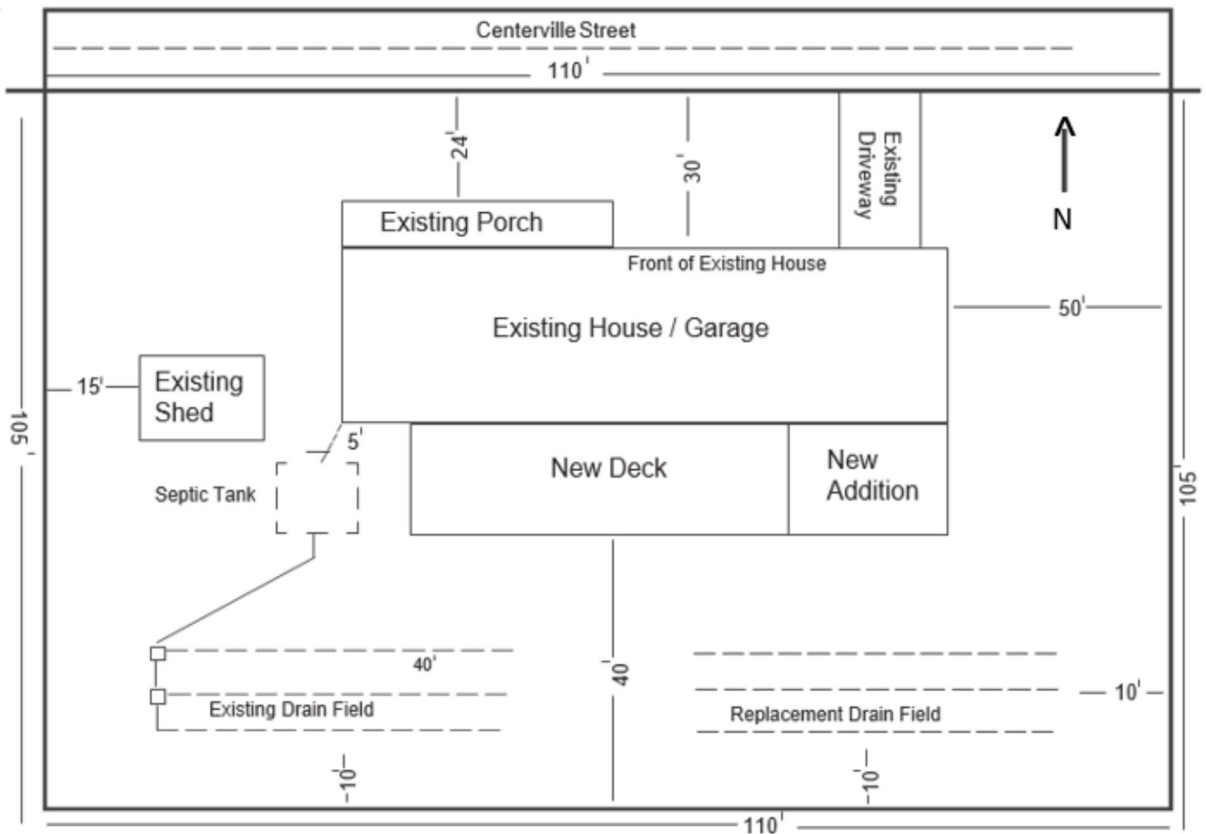 Centerville Street
110'
24'
30'
Existing
Driveway
N
Existing Porch
Front of Existing House
50'
Existing House / Garage
15'
Existing
Shed
105'
5'
New Deck
New
Addition
Septic Tank
105'
40'
40'
10'
Existing Drain Field
Replacement Drain Field
10'
10'
110'